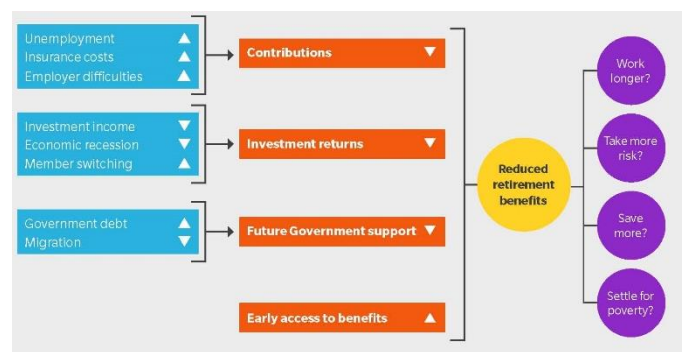 Unemployment ▲
Insurance costs ▲
Employer difficulties ▲
Contributions ▼
Investment income ▼
Economic recession ▼
Member switching ▲
Investment returns ▼
Government debt ▲
Migration ▼
Future Government support ▼
Early access to benefits ▲
Reduced
retirement
benefits
Work
longer?
Take more
risk?
Save
more?
Settle for
poverty?